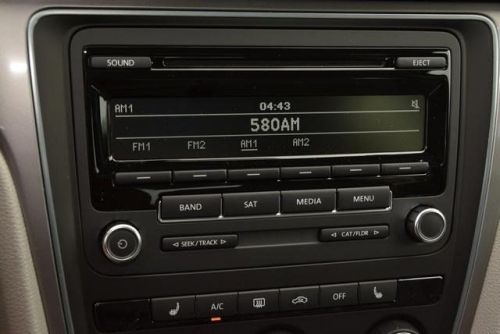 SOUND EJECT
AM1 04:43
580AM
FM1 FM2 AM1 AM2
BAND SAT MEDIA MENU
◁ SEEK/TRACK ▷ ◁ CAT/FLDR ▷
A/C OFF